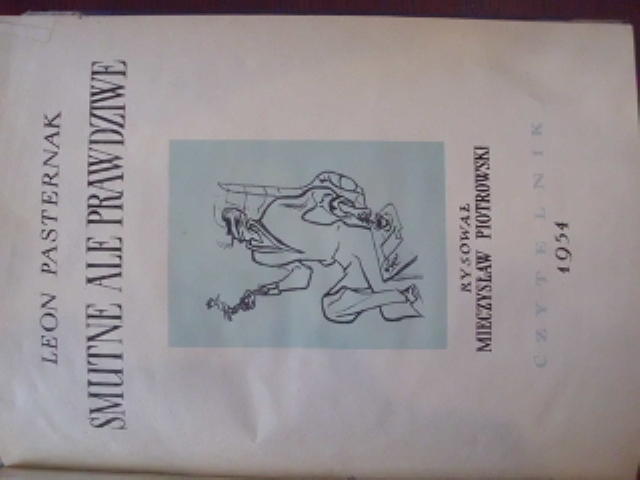 LEON PASTERNAK
SMUTNE ALE PRAWDZIWE
RYSOWAŁ
MIECZYSŁAW PIOTROWSKI
CZYTELNIK
1954